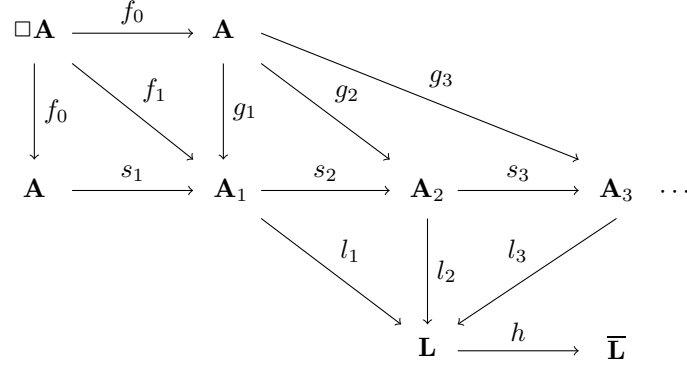 □A f₀ A
f₀ f₁ g₁ g₂ g₃
A s₁ A₁ s₂ A₂ s₃ A₃ ⋯
l₁ l₂ l₃
L h L̅